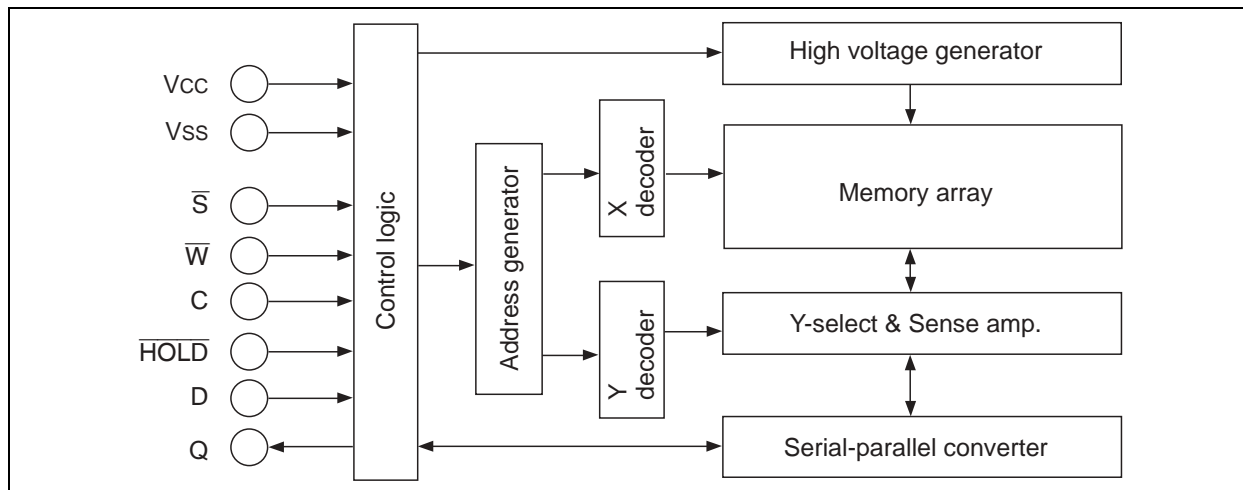 Vcc
Vss
S̅
W̅
C
H̅O̅L̅D̅
D
Q
Control logic
Address generator
X
decoder
Y
decoder
High voltage generator
Memory array
Y-select & Sense amp.
Serial-parallel converter